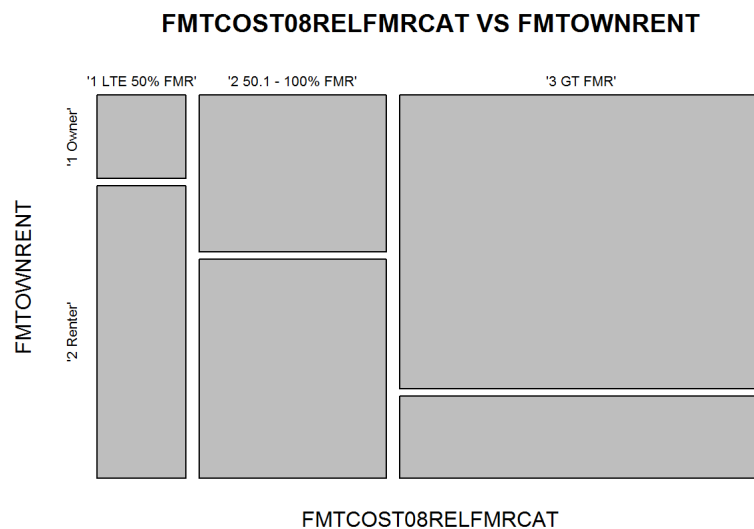 FMTCOST08RELFMRCAT VS FMTOWNRENT
'1 LTE 50% FMR' '2 50.1 - 100% FMR' '3 GT FMR'
'1 Owner'
'2 Renter'
FMTOWNRENT
FMTCOST08RELFMRCAT